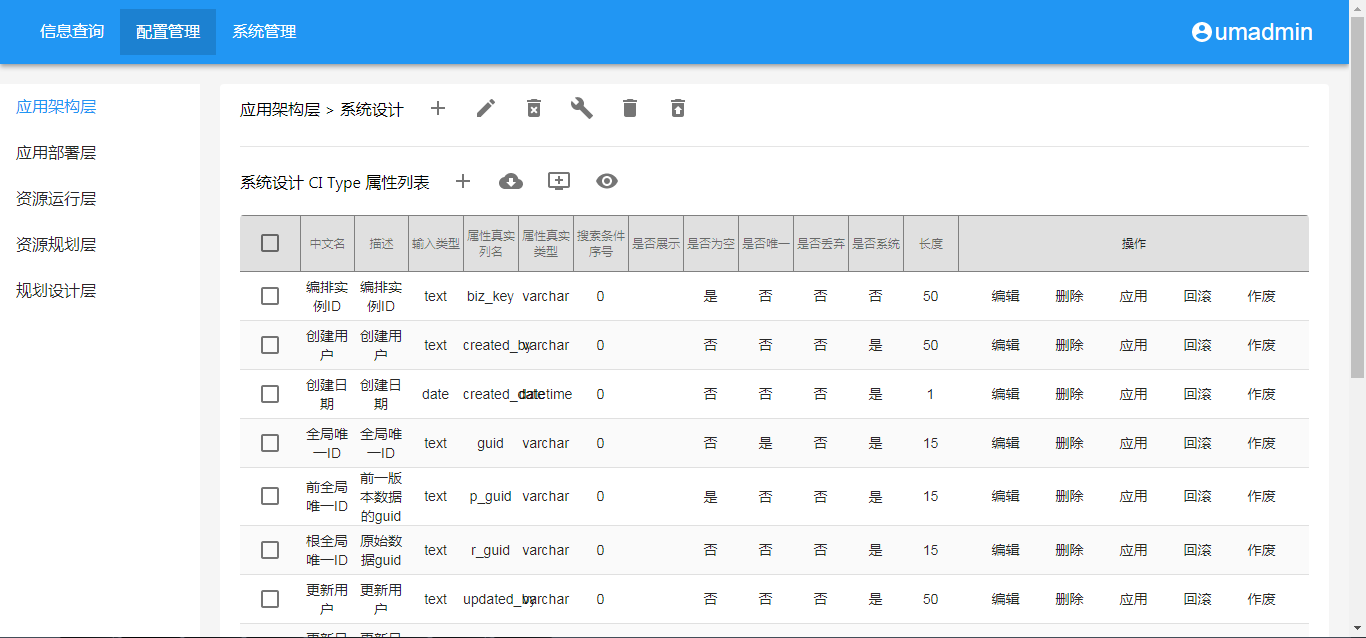 信息查询 配置管理 系统管理 umadmin
应用架构层
应用部署层
资源运行层
资源规划层
规划设计层
应用架构层 > 系统设计
系统设计 CI Type 属性列表
中文名 描述 输入类型 属性真实列名 属性真实类型 搜索条件序号 是否展示 是否为空 是否唯一 是否丢弃 是否系统 长度 操作
编排实例ID 编排实例ID text biz_key varchar 0 是 否 否 否 50 编辑 删除 应用 回滚 作废
创建用户 创建用户 text created_by varchar 0 否 否 否 是 50 编辑 删除 应用 回滚 作废
创建日期 创建日期 date created_date datetime 0 否 否 否 是 1 编辑 删除 应用 回滚 作废
全局唯一ID 全局唯一ID text guid varchar 0 否 是 否 是 15 编辑 删除 应用 回滚 作废
前全局唯一ID 前一版本数据的guid text p_guid varchar 0 是 否 否 是 15 编辑 删除 应用 回滚 作废
根全局唯一ID 原始数据guid text r_guid varchar 0 否 否 否 是 15 编辑 删除 应用 回滚 作废
更新用户 更新用户 text updated_by varchar 0 否 否 否 是 50 编辑 删除 应用 回滚 作废
更新日 更新日